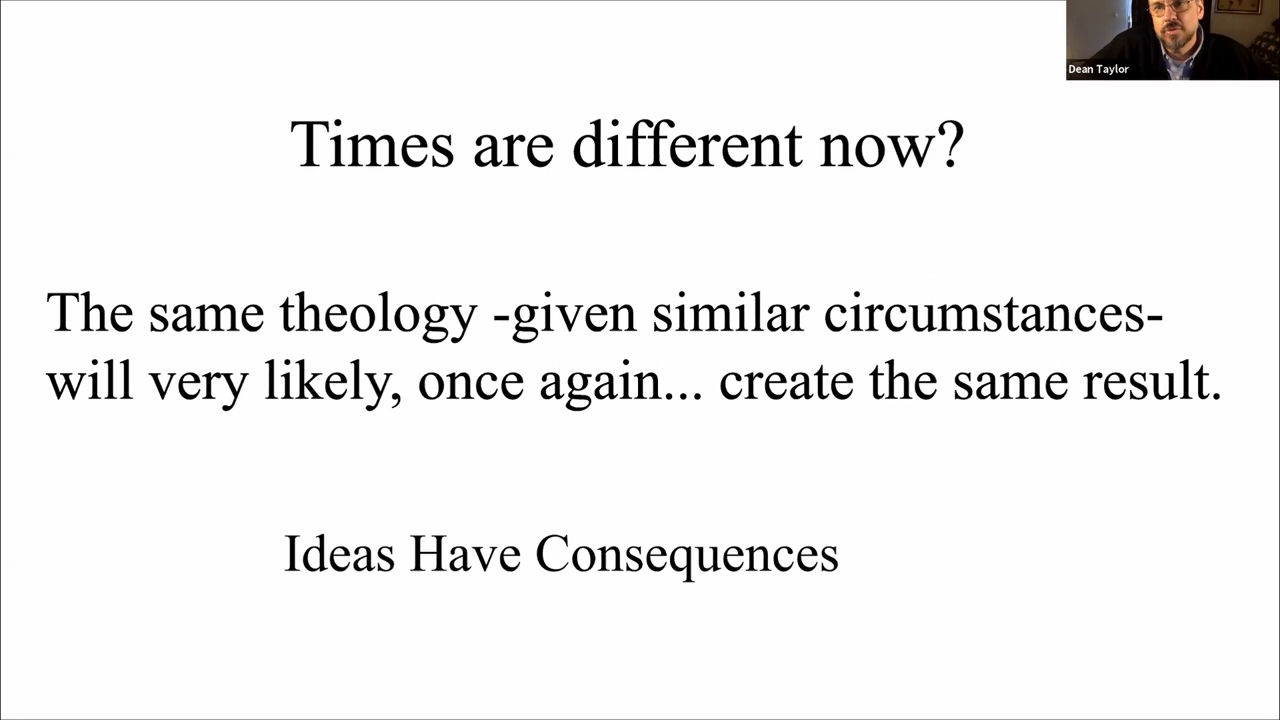 Dean Taylor
Times are different now?
The same theology -given similar circumstances-
will very likely, once again... create the same result.
Ideas Have Consequences